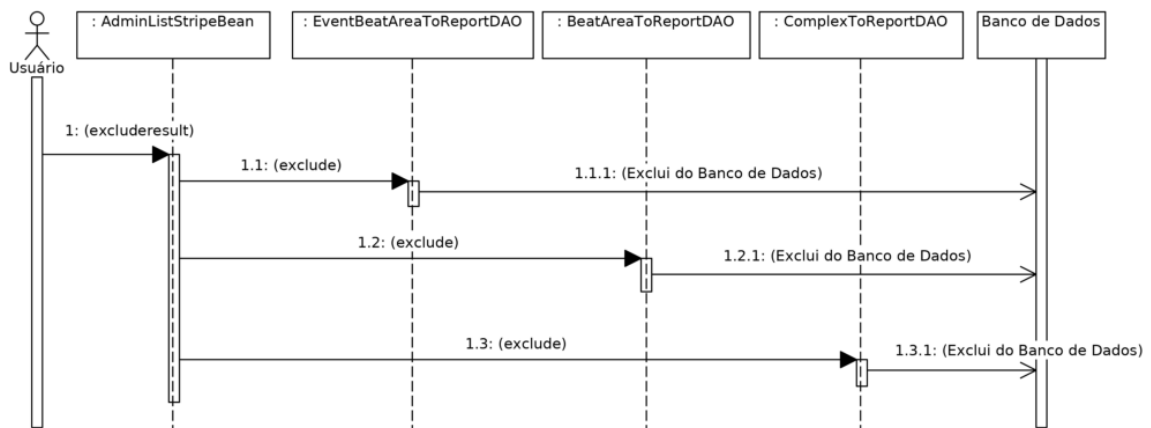 : AdminListStripeBean
: EventBeatAreaToReportDAO
: BeatAreaToReportDAO
: ComplexToReportDAO
Banco de Dados
Usuário
1: (excluderesult)
1.1: (exclude)
1.1.1: (Exclui do Banco de Dados)
1.2: (exclude)
1.2.1: (Exclui do Banco de Dados)
1.3: (exclude)
1.3.1: (Exclui do Banco de Dados)